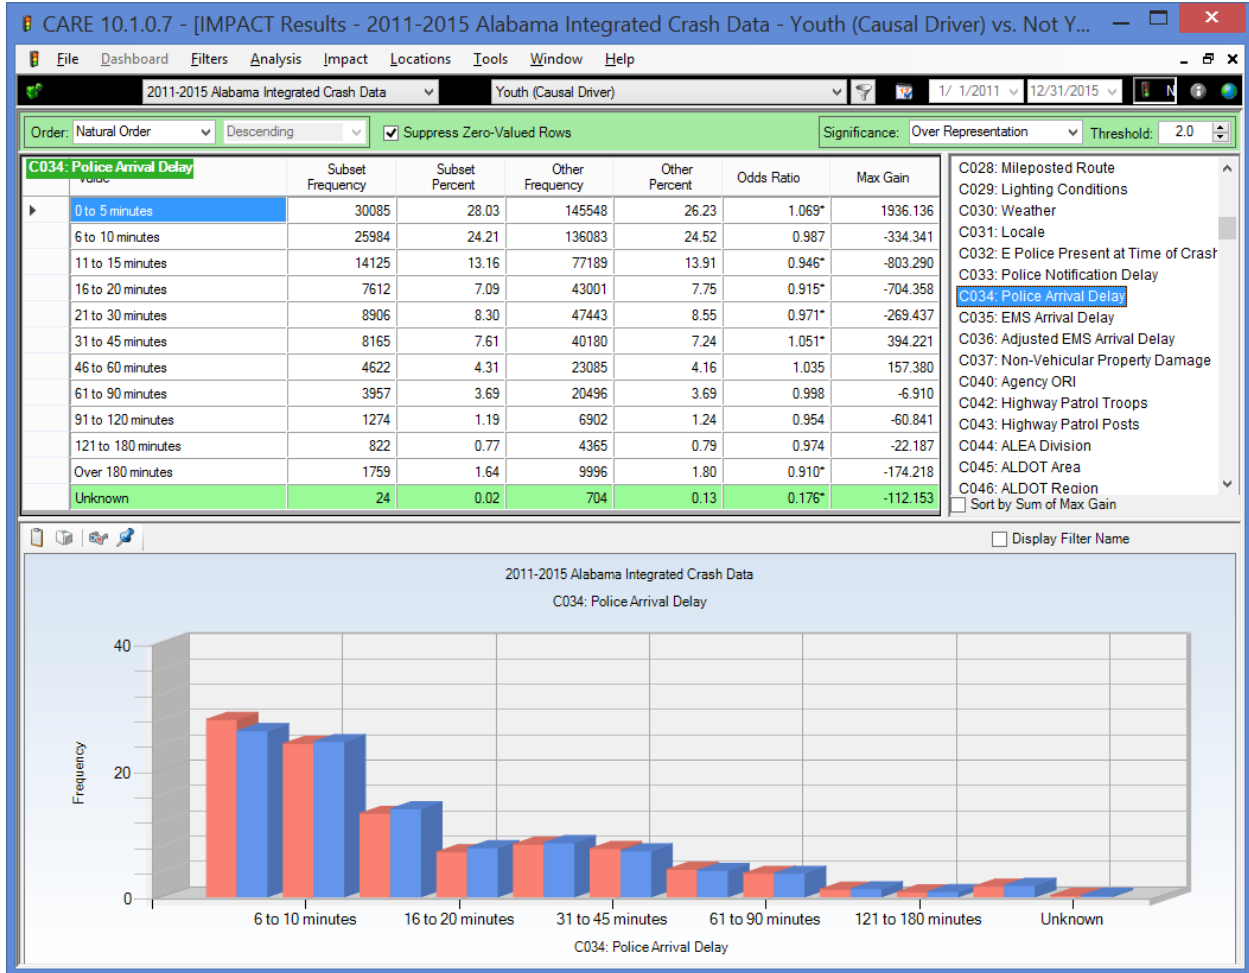 CARE 10.1.0.7 - [IMPACT Results - 2011-2015 Alabama Integrated Crash Data - Youth (Causal Driver) vs. Not Y...
File Dashboard Filters Analysis Impact Locations Tools Window Help
2011-2015 Alabama Integrated Crash Data Youth (Causal Driver) 1/ 1/2011 12/31/2015 N
Order: Natural Order Descending Suppress Zero-Valued Rows Significance: Over Representation Threshold: 2.0
C034: Police Arrival Delay Subset Frequency Subset Percent Other Frequency Other Percent Odds Ratio Max Gain
0 to 5 minutes 30085 28.03 145548 26.23 1.069* 1936.136
6 to 10 minutes 25984 24.21 136083 24.52 0.987 -334.341
11 to 15 minutes 14125 13.16 77189 13.91 0.946* -803.290
16 to 20 minutes 7612 7.09 43001 7.75 0.915* -704.358
21 to 30 minutes 8906 8.30 47443 8.55 0.971* -269.437
31 to 45 minutes 8165 7.61 40180 7.24 1.051* 394.221
46 to 60 minutes 4622 4.31 23085 4.16 1.035 157.380
61 to 90 minutes 3957 3.69 20496 3.69 0.998 -6.910
91 to 120 minutes 1274 1.19 6902 1.24 0.954 -60.841
121 to 180 minutes 822 0.77 4365 0.79 0.974 -22.187
Over 180 minutes 1759 1.64 9996 1.80 0.910* -174.218
Unknown 24 0.02 704 0.13 0.176* -112.153
C028: Mileposted Route
C029: Lighting Conditions
C030: Weather
C031: Locale
C032: E Police Present at Time of Crash
C033: Police Notification Delay
C034: Police Arrival Delay
C035: EMS Arrival Delay
C036: Adjusted EMS Arrival Delay
C037: Non-Vehicular Property Damage
C040: Agency ORI
C042: Highway Patrol Troops
C043: Highway Patrol Posts
C044: ALEA Division
C045: ALDOT Area
C046: ALDOT Region
Sort by Sum of Max Gain
Display Filter Name
2011-2015 Alabama Integrated Crash Data
C034: Police Arrival Delay
40
20
0
Frequency
6 to 10 minutes 16 to 20 minutes 31 to 45 minutes 61 to 90 minutes 121 to 180 minutes Unknown
C034: Police Arrival Delay